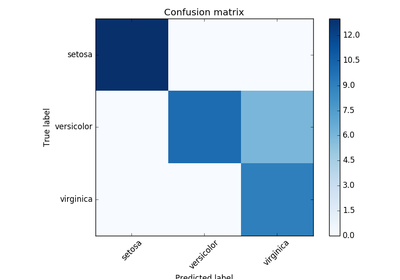 Confusion matrix
True label
setosa
versicolor
virginica
setosa
versicolor
virginica
Predicted label
12.0
10.5
9.0
7.5
6.0
4.5
3.0
1.5
0.0